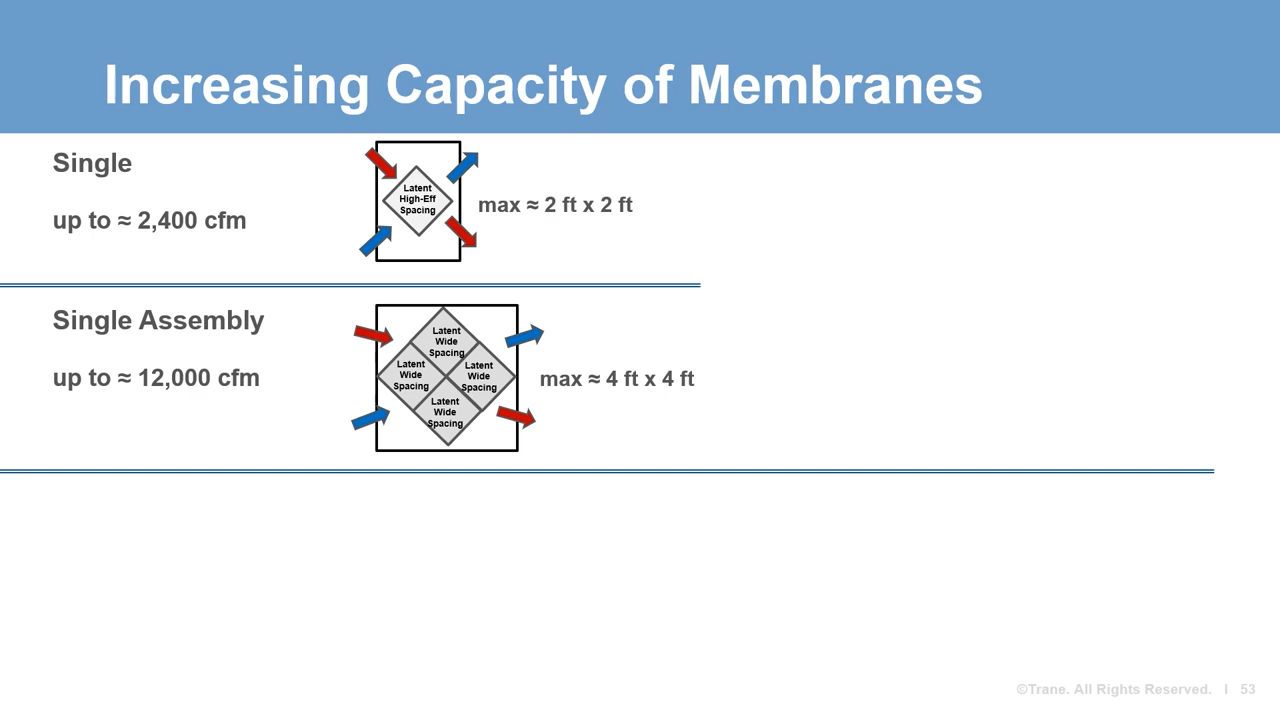 Increasing Capacity of Membranes
Single
up to ≈ 2,400 cfm
Latent
High-Eff
Spacing
max ≈ 2 ft x 2 ft
Single Assembly
up to ≈ 12,000 cfm
Latent
Wide
Spacing
Latent
Wide
Spacing
Latent
Wide
Spacing
Latent
Wide
Spacing
max ≈ 4 ft x 4 ft
©Trane. All Rights Reserved. I 53